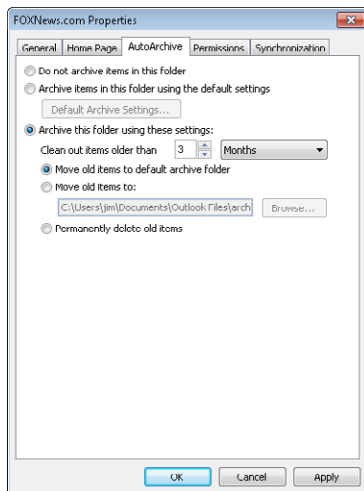 FOXNews.com Properties
General Home Page AutoArchive Permissions Synchronization
Do not archive items in this folder
Archive items in this folder using the default settings
Default Archive Settings...
Archive this folder using these settings:
Clean out items older than 3 Months
Move old items to default archive folder
Move old items to:
C:\Users\jim\Documents\Outlook Files\arch Browse...
Permanently delete old items
OK Cancel Apply